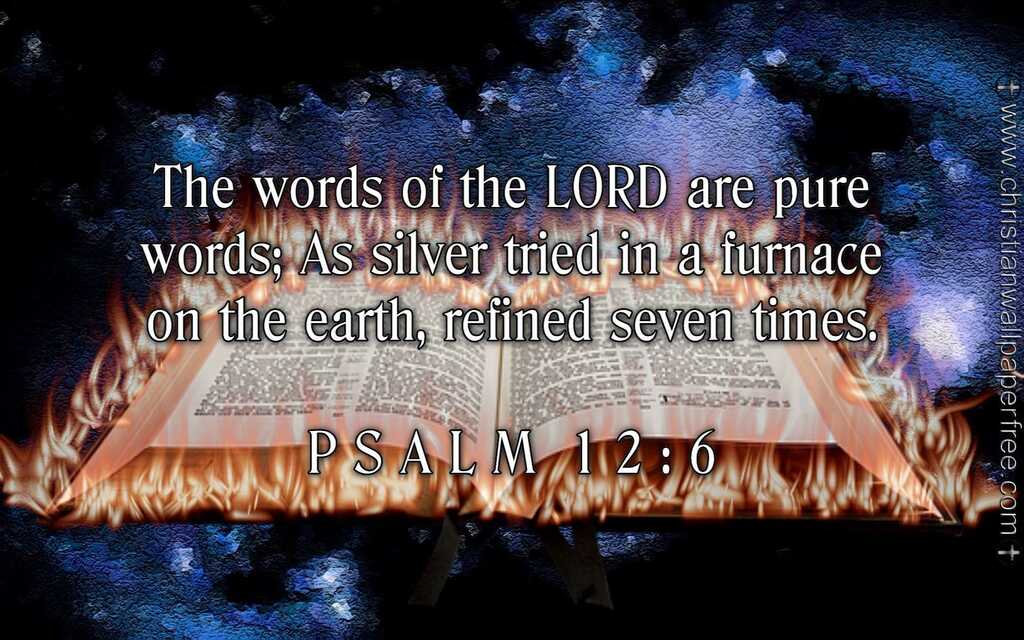 The words of the LORD are pure
words; As silver tried in a furnace
on the earth, refined seven times.
PSALM 12:6
www.christianwallpaperfree.com